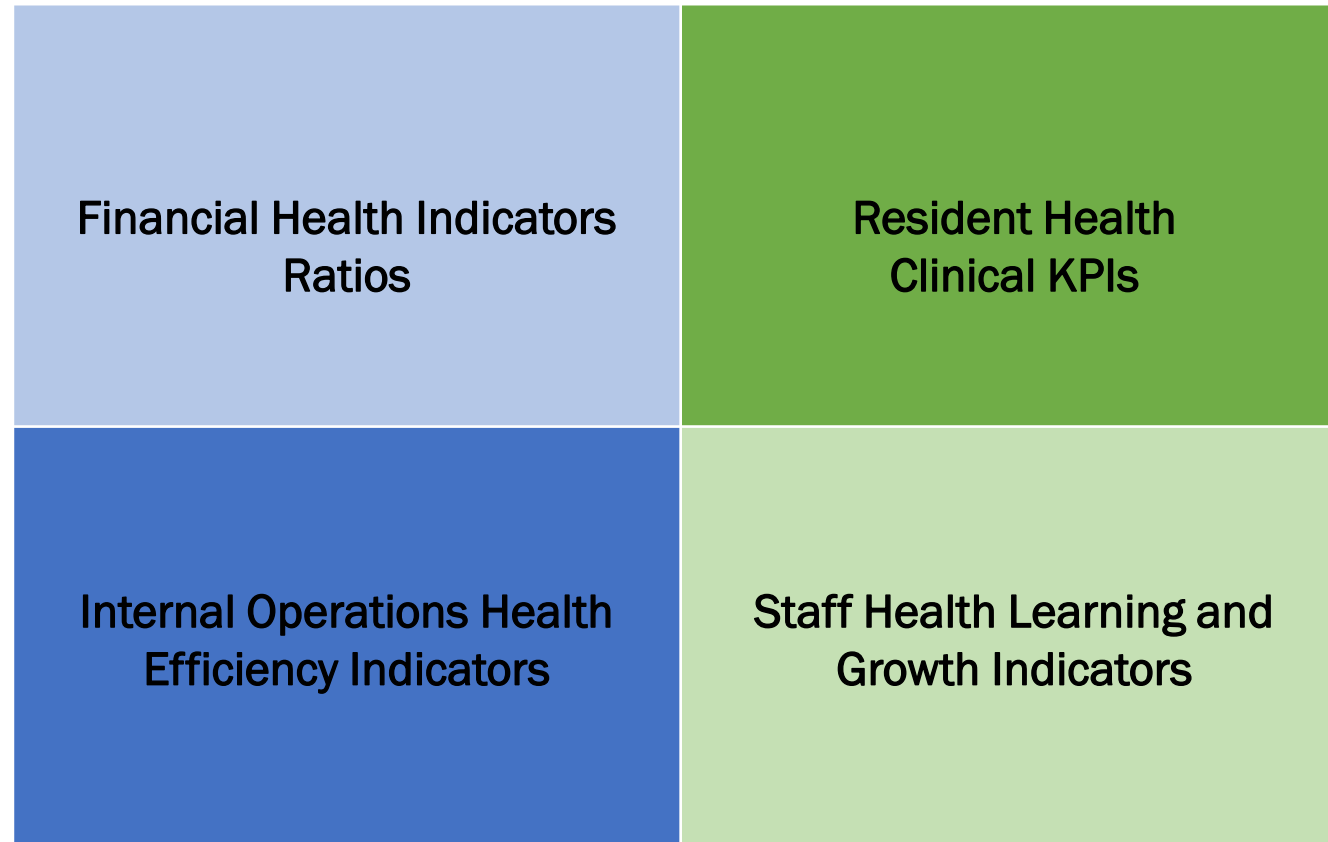 Financial Health Indicators
Ratios
Resident Health
Clinical KPIs
Internal Operations Health
Efficiency Indicators
Staff Health Learning and
Growth Indicators